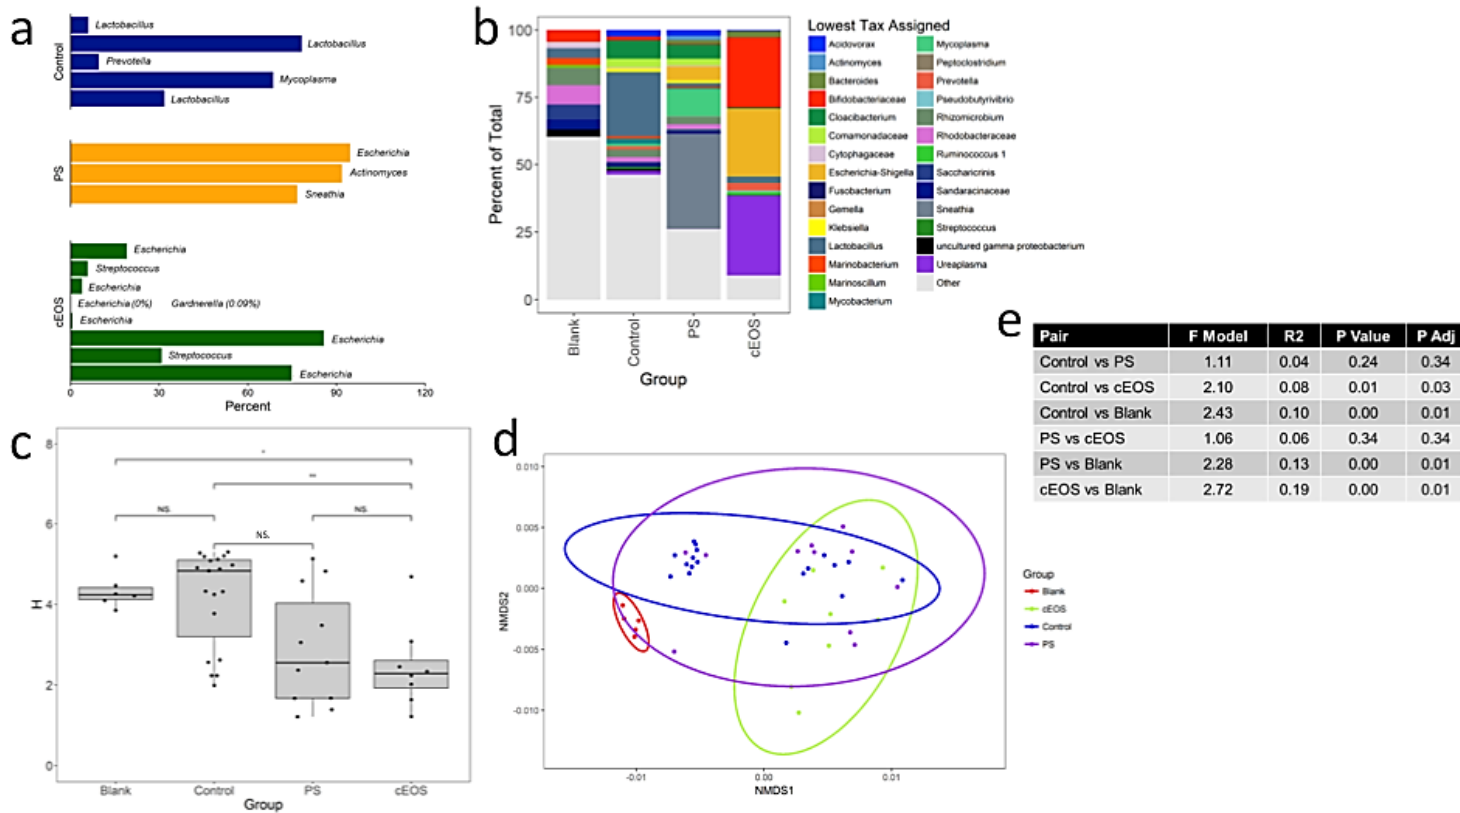 a
Control
Lactobacillus
Lactobacillus
Prevotella
Mycoplasma
Lactobacillus
PS
Escherichia
Actinomyces
Sneathia
cEOS
Escherichia
Streptococcus
Escherichia
Escherichia (0%) Gardnerella (0.09%)
Escherichia
Escherichia
Streptococcus
Escherichia
0 30 60 90 120
Percent
b
Percent of Total
100
75
50
25
0
Blank Control PS cEOS
Group
Lowest Tax Assigned
Acidovorax
Actinomyces
Bacteroides
Bifidobacteriaceae
Cloacibacterium
Comamonadaceae
Cytophagaceae
Escherichia-Shigella
Fusobacterium
Gemella
Klebsiella
Lactobacillus
Marinobacterium
Marinoscillum
Mycobacterium
Mycoplasma
Peptoclostridium
Prevotella
Pseudobutyrivibrio
Rhizomicrobium
Rhodobacteraceae
Ruminococcus 1
Saccharicrinis
Sandaracinaceae
Sneathia
Streptococcus
uncultured gamma proteobacterium
Ureaplasma
Other
c
H
8
6
4
2
0
*
**
NS.
NS.
NS.
Blank Control PS cEOS
Group
d
NMDS2
0.010
0.005
0.000
-0.005
-0.010
-0.01 0.00 0.01
NMDS1
Group
Blank
cEOS
Control
PS
e
Pair F Model R2 P Value P Adj
Control vs PS 1.11 0.04 0.24 0.34
Control vs cEOS 2.10 0.08 0.01 0.03
Control vs Blank 2.43 0.10 0.00 0.01
PS vs cEOS 1.06 0.06 0.34 0.34
PS vs Blank 2.28 0.13 0.00 0.01
cEOS vs Blank 2.72 0.19 0.00 0.01